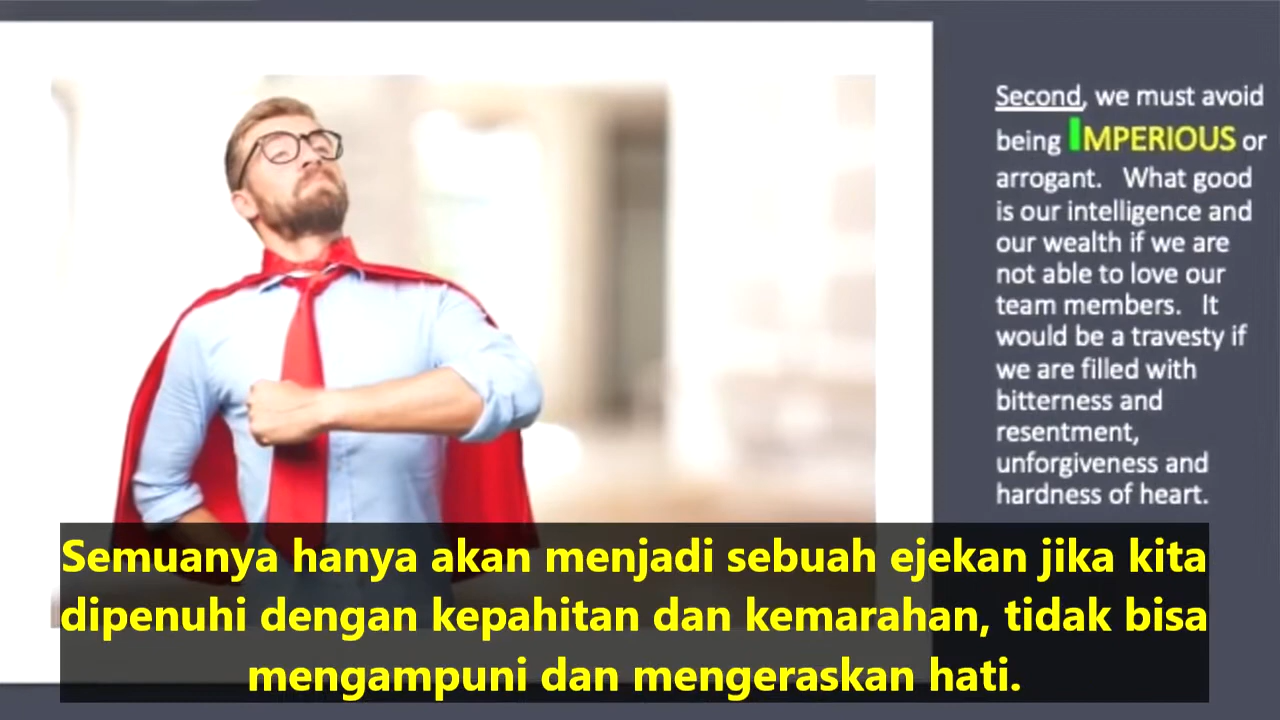 Second, we must avoid
being IMPERIOUS or
arrogant. What good
is our intelligence and
our wealth if we are
not able to love our
team members. It
would be a travesty if
we are filled with
bitterness and
resentment,
unforgiveness and
hardness of heart.
Semuanya hanya akan menjadi sebuah ejekan jika kita
dipenuhi dengan kepahitan dan kemarahan, tidak bisa
mengampuni dan mengeraskan hati.